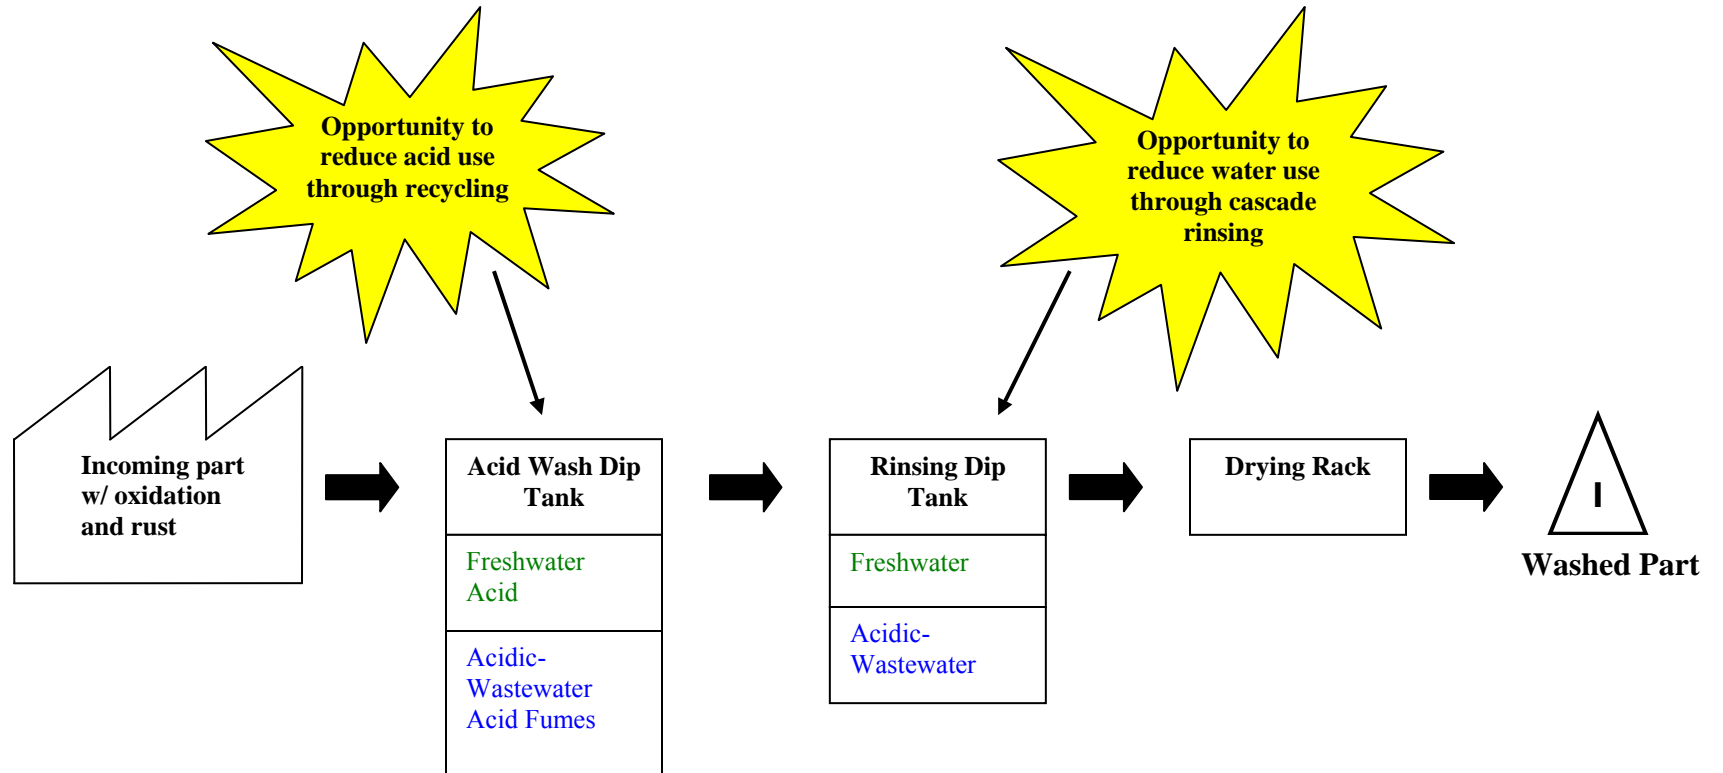 Opportunity to
reduce acid use
through recycling
Opportunity to
reduce water use
through cascade
rinsing
Incoming part
w/ oxidation
and rust
Acid Wash Dip
Tank
Freshwater
Acid
Acidic-
Wastewater
Acid Fumes
Rinsing Dip
Tank
Freshwater
Acidic-
Wastewater
Drying Rack
I
Washed Part